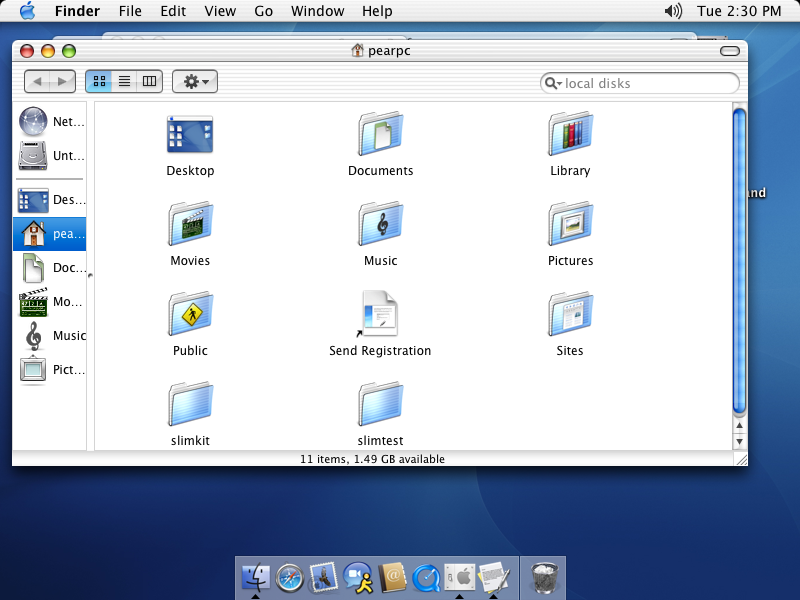 Finder File Edit View Go Window Help Tue 2:30 PM
pearpc
local disks
Net...
Unt...
Des...
pea...
Doc...
Mo...
Music
Pict...
Desktop Documents Library
Movies Music Pictures
Public Send Registration Sites
slimkit slimtest
11 items, 1.49 GB available
and